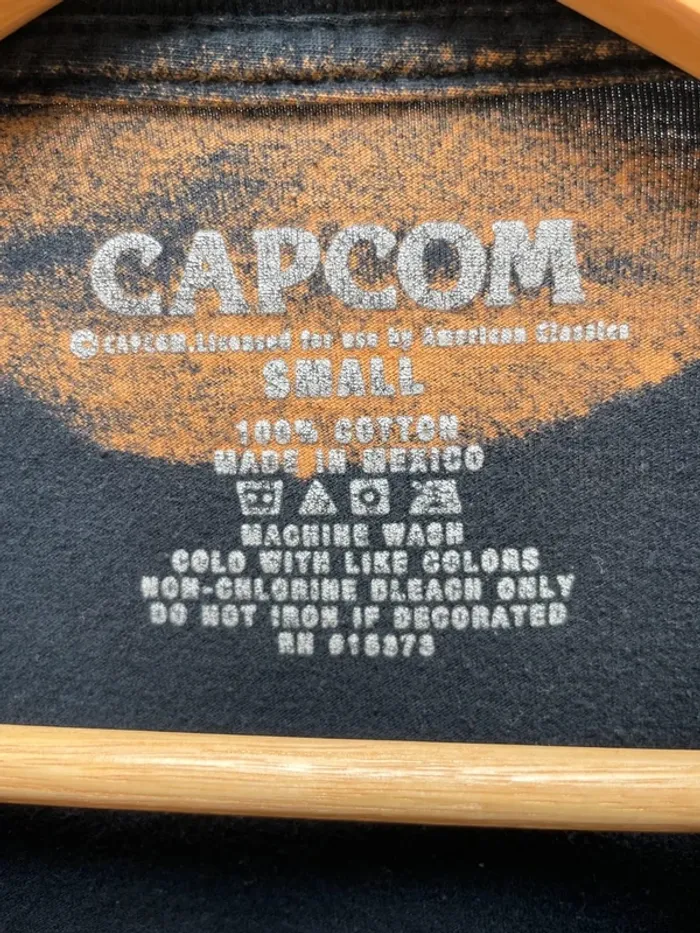 CAPCOM
© CAPCOM. Licensed for use by American Classics
SMALL
100% COTTON
MADE IN MEXICO
MACHINE WASH
COLD WITH LIKE COLORS
NON-CHLORINE BLEACH ONLY
DO NOT IRON IF DECORATED
RN